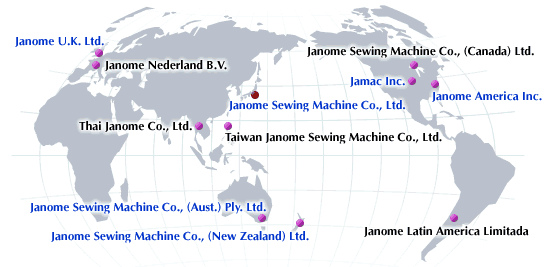 Janome U.K. Ltd.
Janome Nederland B.V.
Janome Sewing Machine Co., (Canada) Ltd.
Jamac Inc.
Janome America Inc.
Janome Sewing Machine Co., Ltd.
Thai Janome Co., Ltd.
Taiwan Janome Sewing Machine Co., Ltd.
Janome Sewing Machine Co., (Aust.) Ply. Ltd.
Janome Sewing Machine Co., (New Zealand) Ltd.
Janome Latin America Limitada